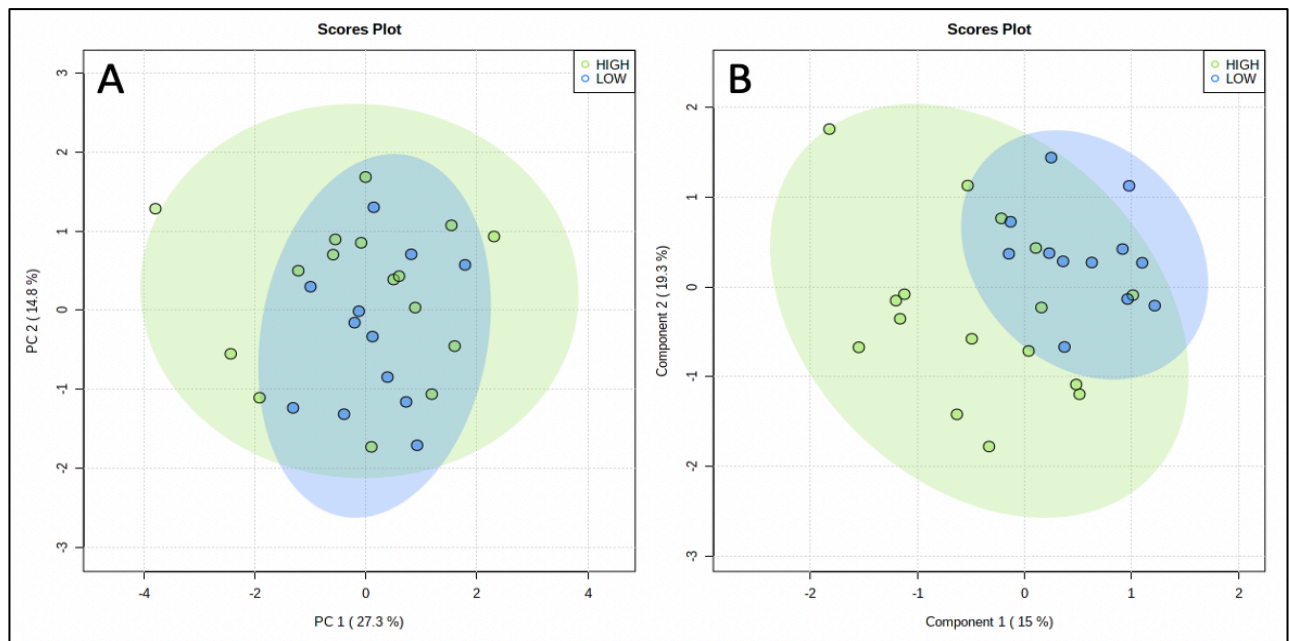 Scores Plot
A
HIGH
LOW
3
2
1
0
-1
-2
-3
PC 2 ( 14.8 %)
-4
-2
0
2
4
PC 1 ( 27.3 %)
Scores Plot
B
HIGH
LOW
2
1
0
-1
-2
-3
Component 2 ( 19.3 %)
-2
-1
0
1
2
Component 1 ( 15 %)